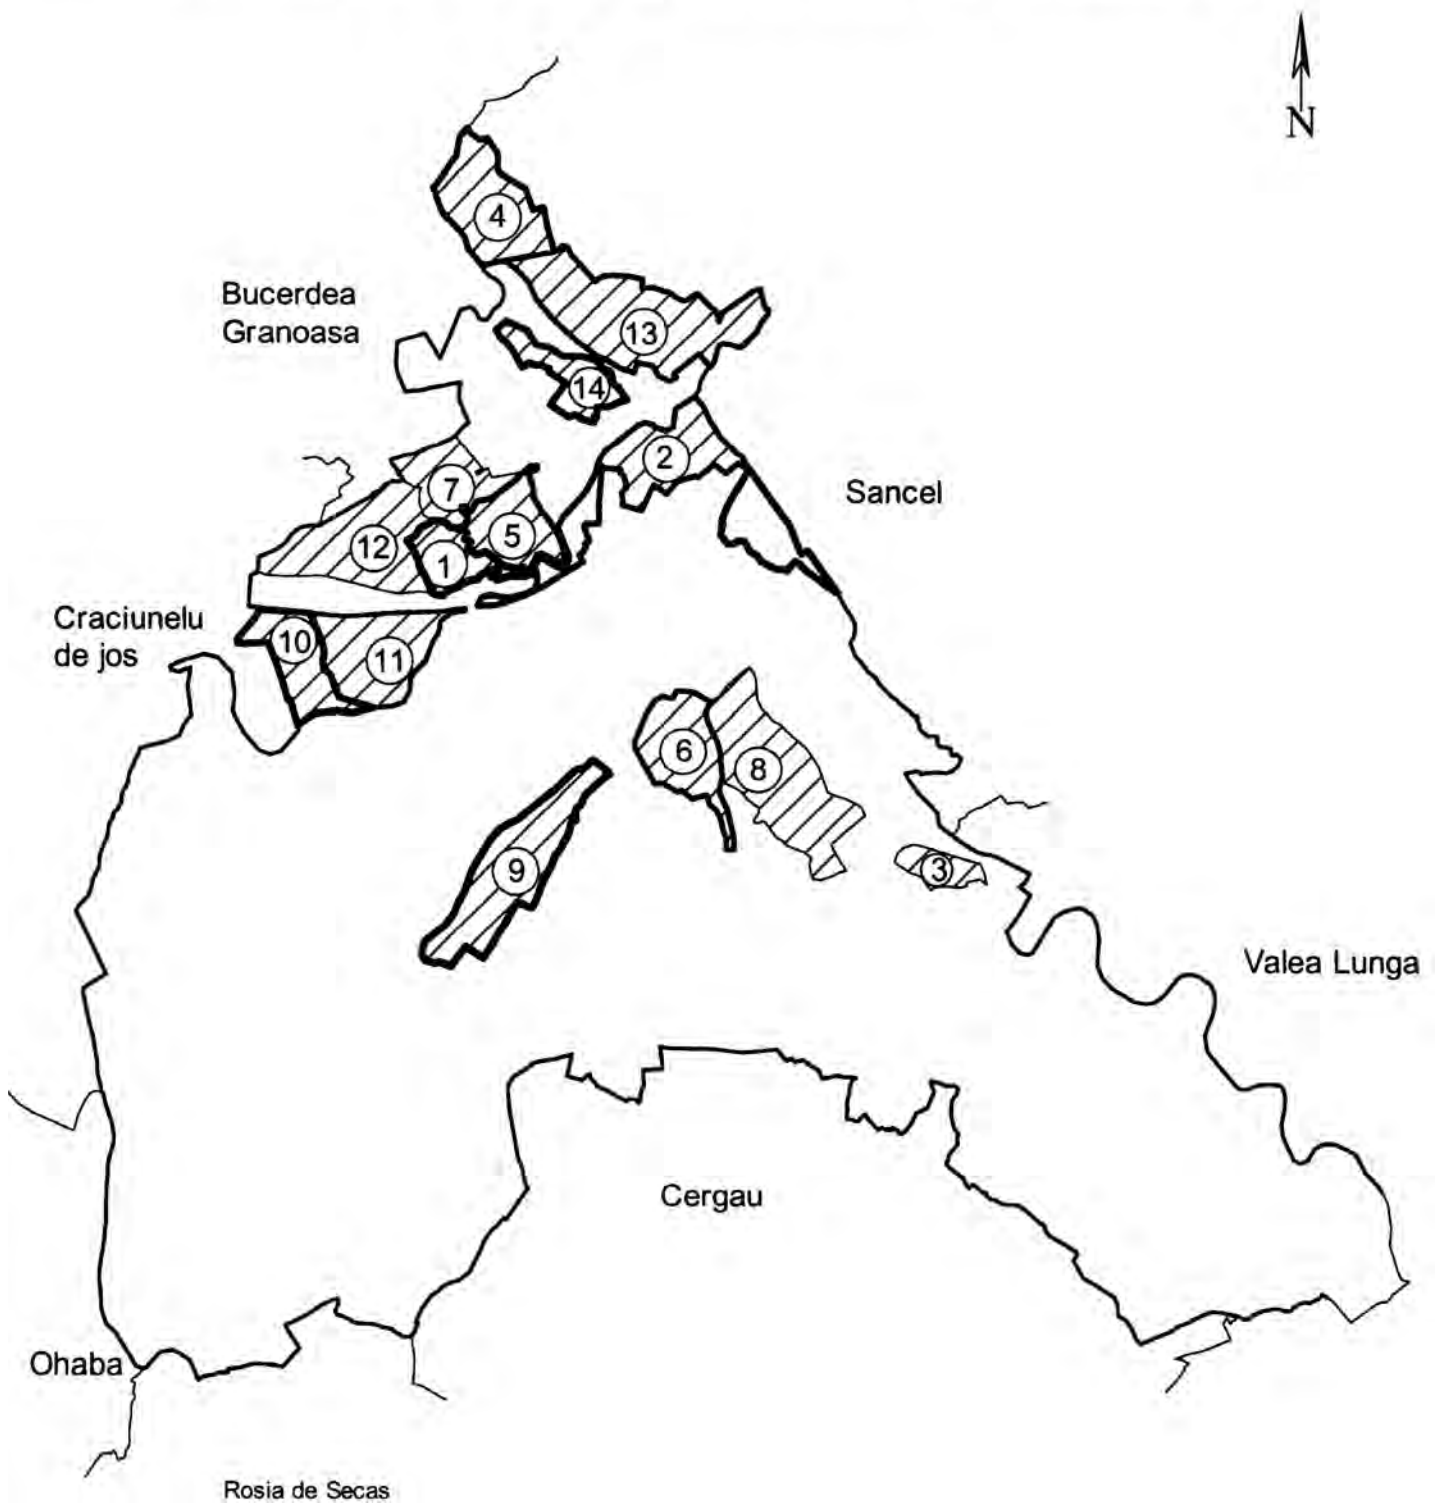 N
4
Bucerdea
Granoasa
13
14
2
Sancel
7
5
12
1
Craciunelu
de jos
10
11
6
8
9
3
Valea Lunga
Cergau
Ohaba
Rosia de Secas